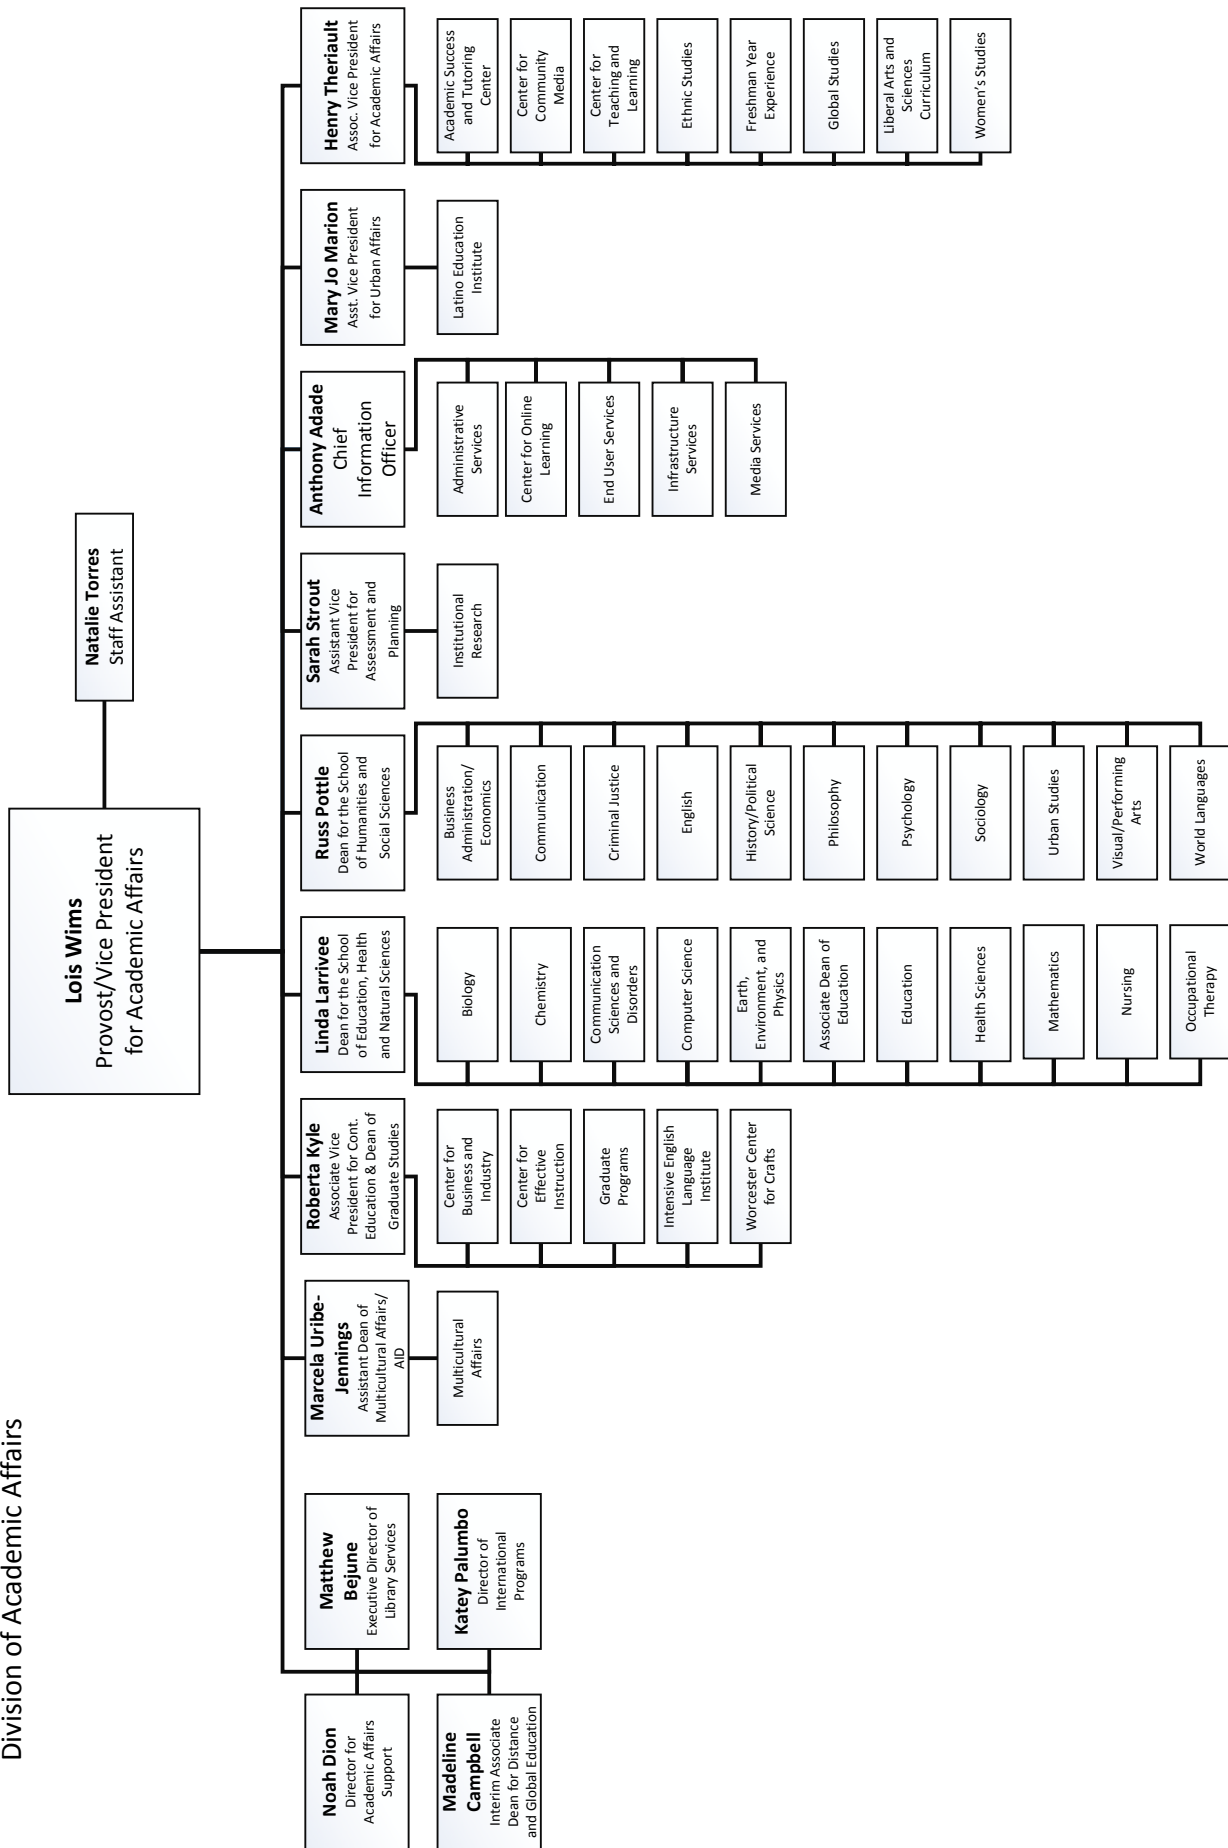 Division of Academic Affairs
Lois Wims
Provost/Vice President
for Academic Affairs
Natalie Torres
Staff Assistant
Noah Dion
Director for
Academic Affairs
Support
Matthew
Bejune
Executive Director of
Library Services
Madeline
Campbell
Interim Associate
Dean for Distance
and Global Education
Katey Palumbo
Director of
International
Programs
Marcela Uribe-
Jennings
Assistant Dean of
Multicultural Affairs/
AID
Multicultural
Affairs
Roberta Kyle
Associate Vice
President for Cont.
Education & Dean of
Graduate Studies
Center for
Business and
Industry
Center for
Effective
Instruction
Graduate
Programs
Intensive English
Language
Institute
Worcester Center
for Crafts
Linda Larrivee
Dean for the School
of Education, Health
and Natural Sciences
Biology
Chemistry
Communication
Sciences and
Disorders
Computer Science
Earth,
Environment, and
Physics
Associate Dean of
Education
Education
Health Sciences
Mathematics
Nursing
Occupational
Therapy
Russ Pottle
Dean for the School
of Humanities and
Social Sciences
Business
Administration/
Economics
Communication
Criminal Justice
English
History/Political
Science
Philosophy
Psychology
Sociology
Urban Studies
Visual/Performing
Arts
World Languages
Sarah Strout
Assistant Vice
President for
Assessment and
Planning
Institutional
Research
Anthony Adade
Chief
Information
Officer
Administrative
Services
Center for Online
Learning
End User Services
Infrastructure
Services
Media Services
Mary Jo Marion
Asst. Vice President
for Urban Affairs
Latino Education
Institute
Henry Theriault
Assoc. Vice President
for Academic Affairs
Academic Success
and Tutoring
Center
Center for
Community
Media
Center for
Teaching and
Learning
Ethnic Studies
Freshman Year
Experience
Global Studies
Liberal Arts and
Sciences
Curriculum
Women's Studies